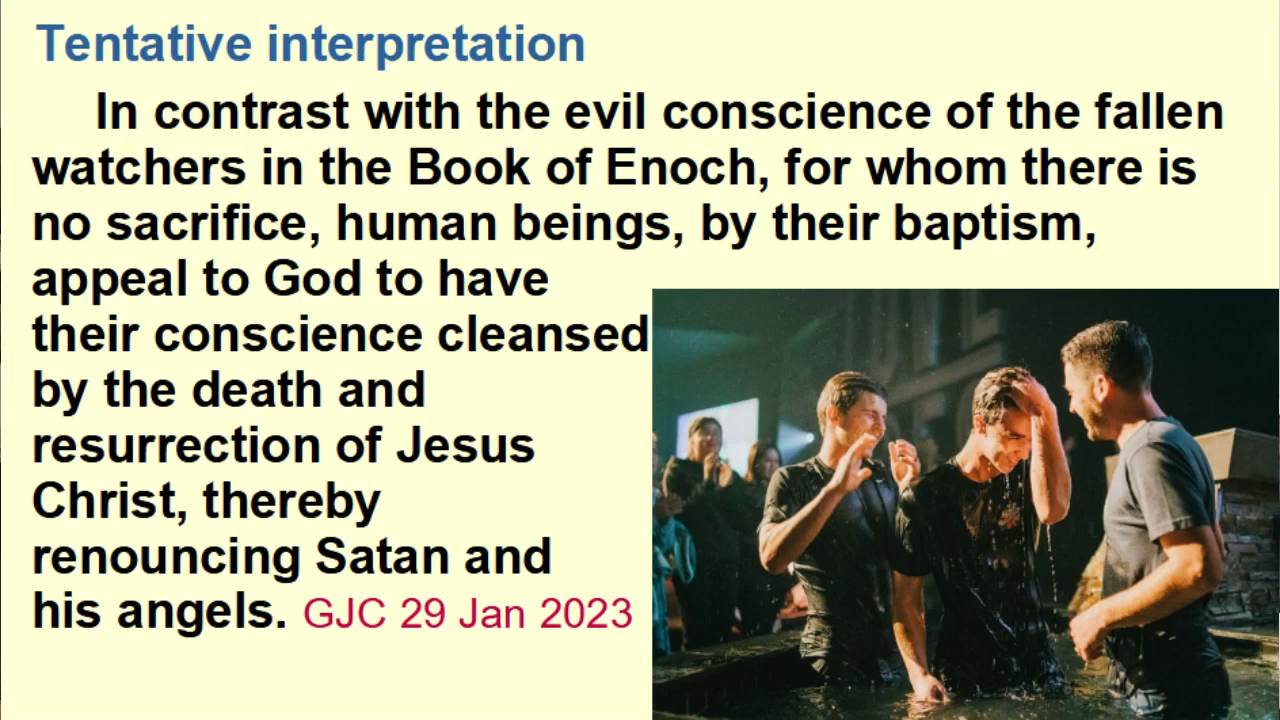 Tentative interpretation
In contrast with the evil conscience of the fallen
watchers in the Book of Enoch, for whom there is
no sacrifice, human beings, by their baptism,
appeal to God to have
their conscience cleansed
by the death and
resurrection of Jesus
Christ, thereby
renouncing Satan and
his angels. GJC 29 Jan 2023